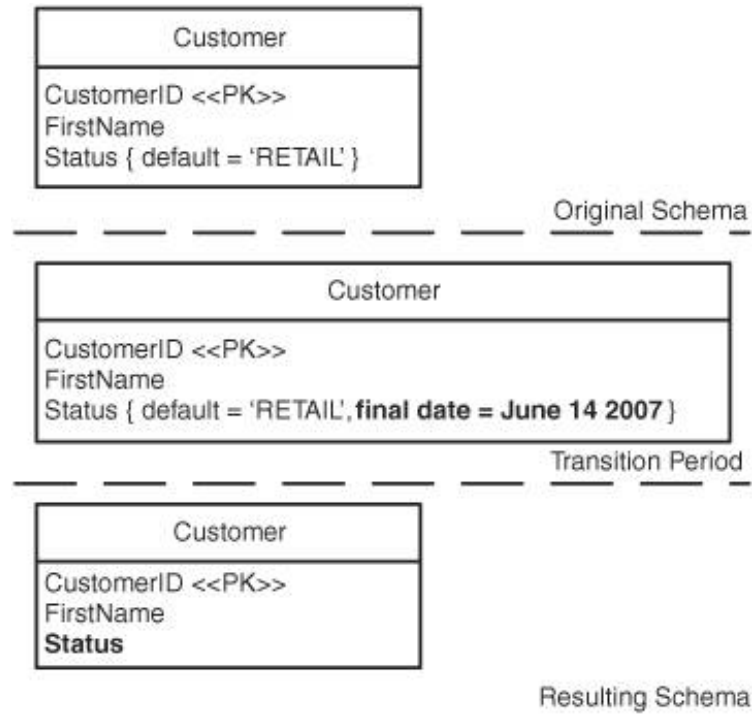 Customer
CustomerID <<PK>>
FirstName
Status { default = ‘RETAIL’ }
Original Schema
Customer
CustomerID <<PK>>
FirstName
Status { default = ‘RETAIL’, final date = June 14 2007 }
Transition Period
Customer
CustomerID <<PK>>
FirstName
Status
Resulting Schema